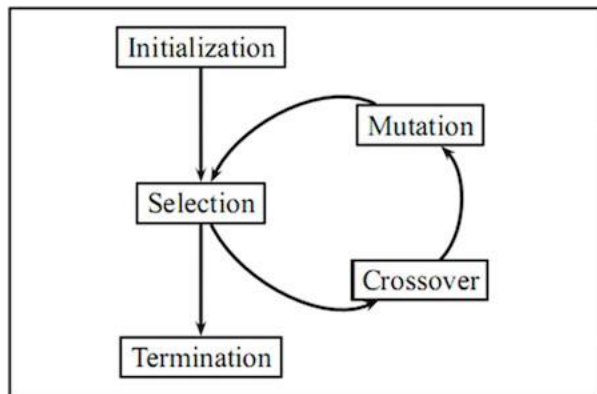 Initialization
Mutation
Selection
Crossover
Termination